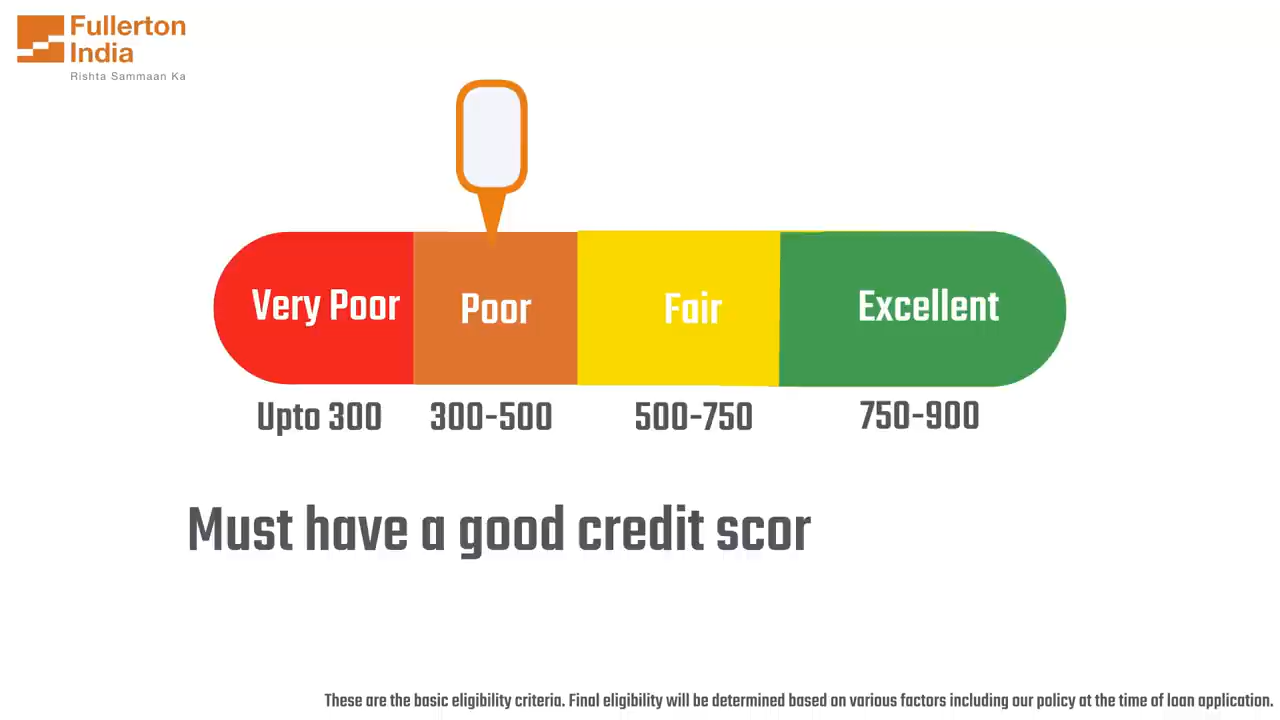 Fullerton
India
Rishta Sammaan Ka
Very Poor Poor Fair Excellent
Upto 300 300-500 500-750 750-900
Must have a good credit scor
These are the basic eligibility criteria. Final eligibility will be determined based on various factors including our policy at the time of loan application.